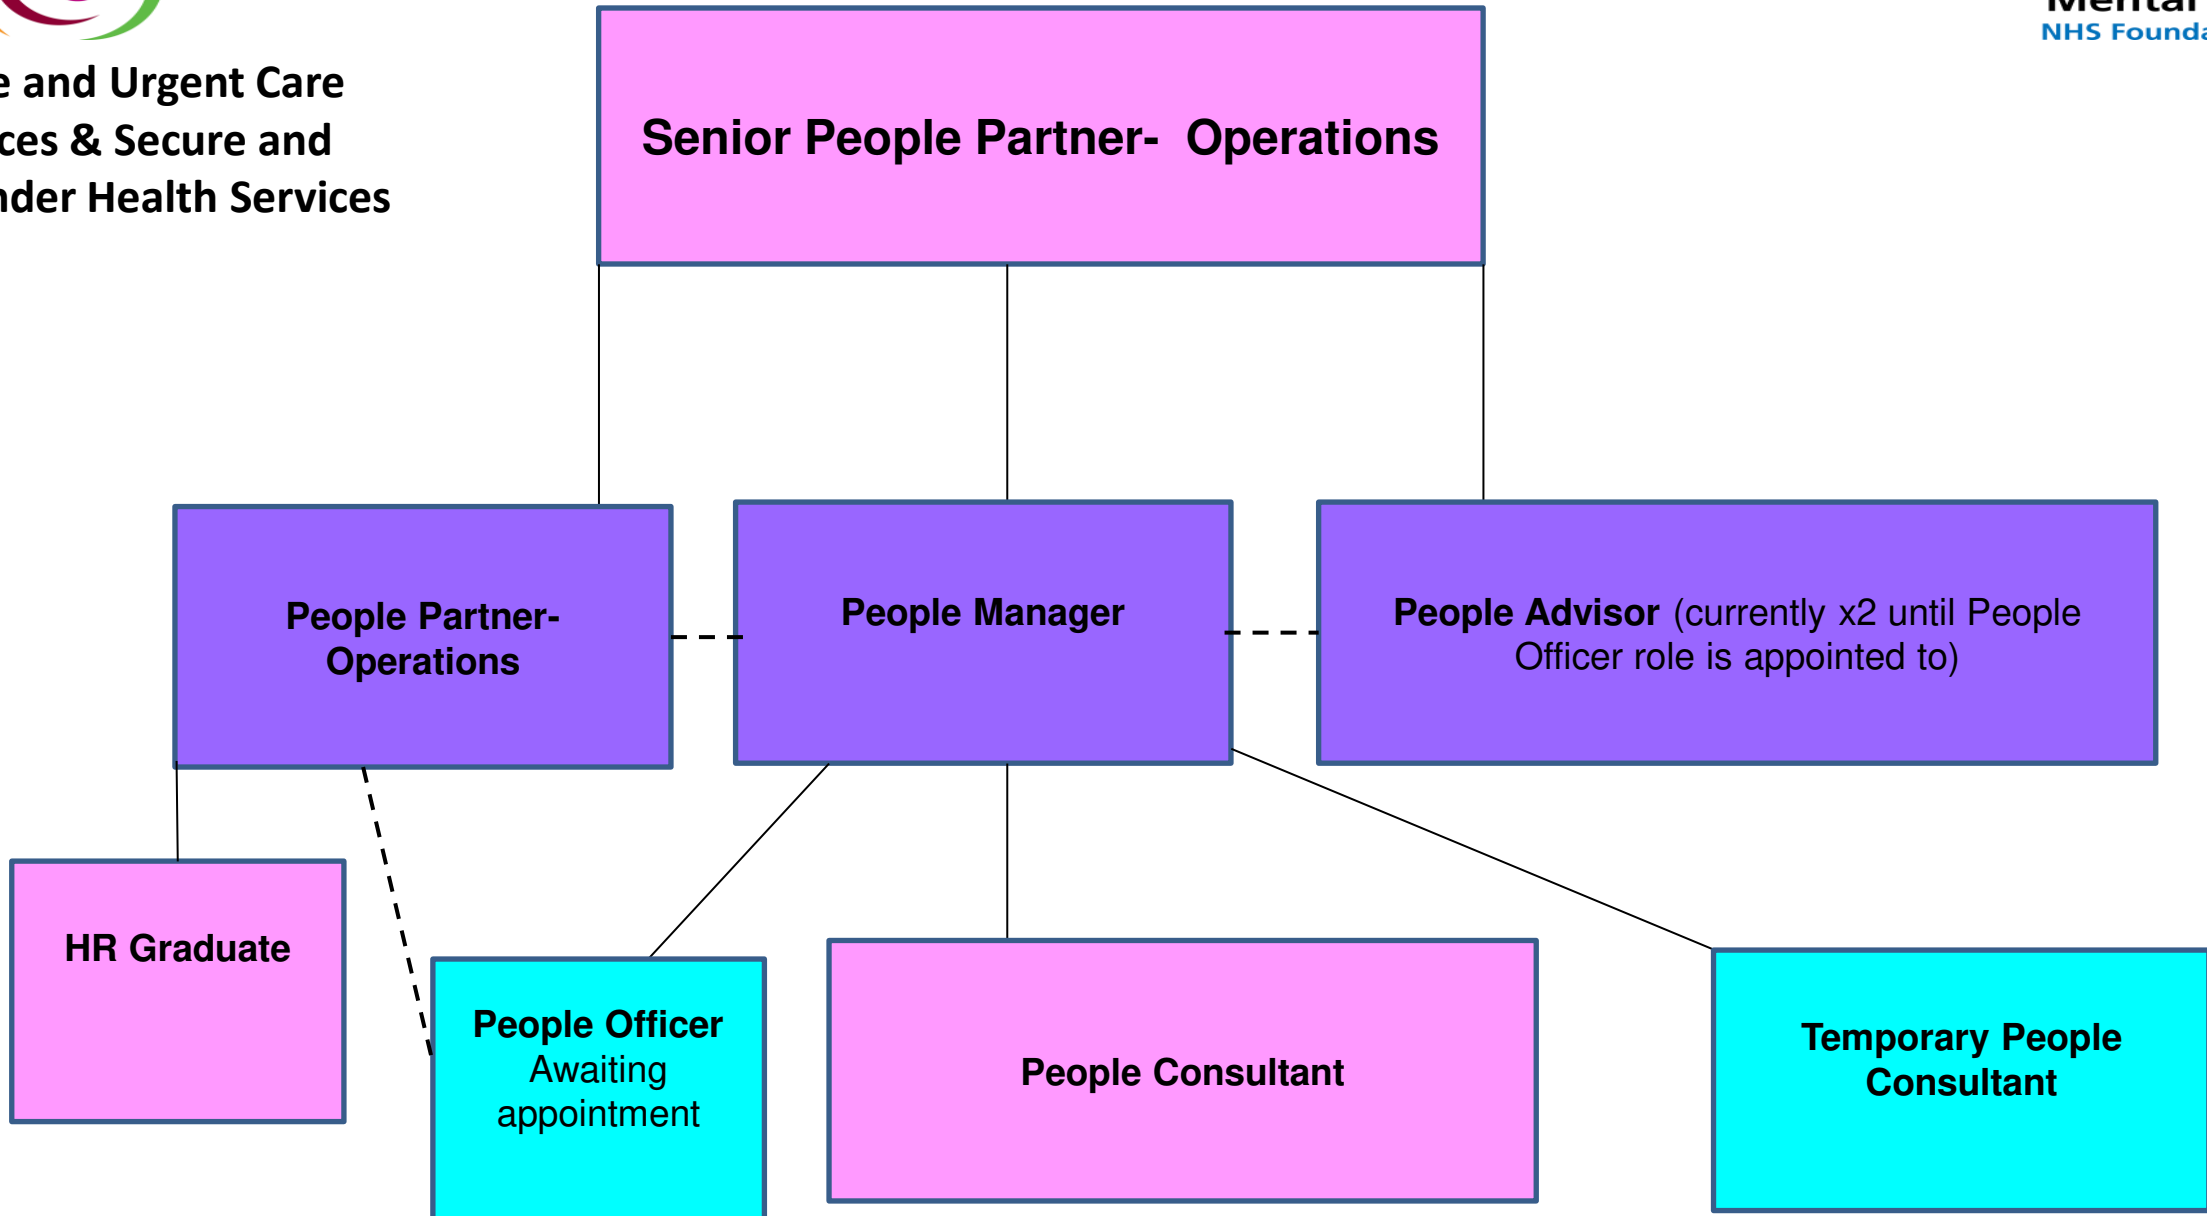 Mental
NHS Founda
e and Urgent Care
ces & Secure and
nder Health Services
Senior People Partner-  Operations
People Partner-
Operations
People Manager
People Advisor (currently x2 until People
Officer role is appointed to)
HR Graduate
People Officer
Awaiting
appointment
People Consultant
Temporary People
Consultant